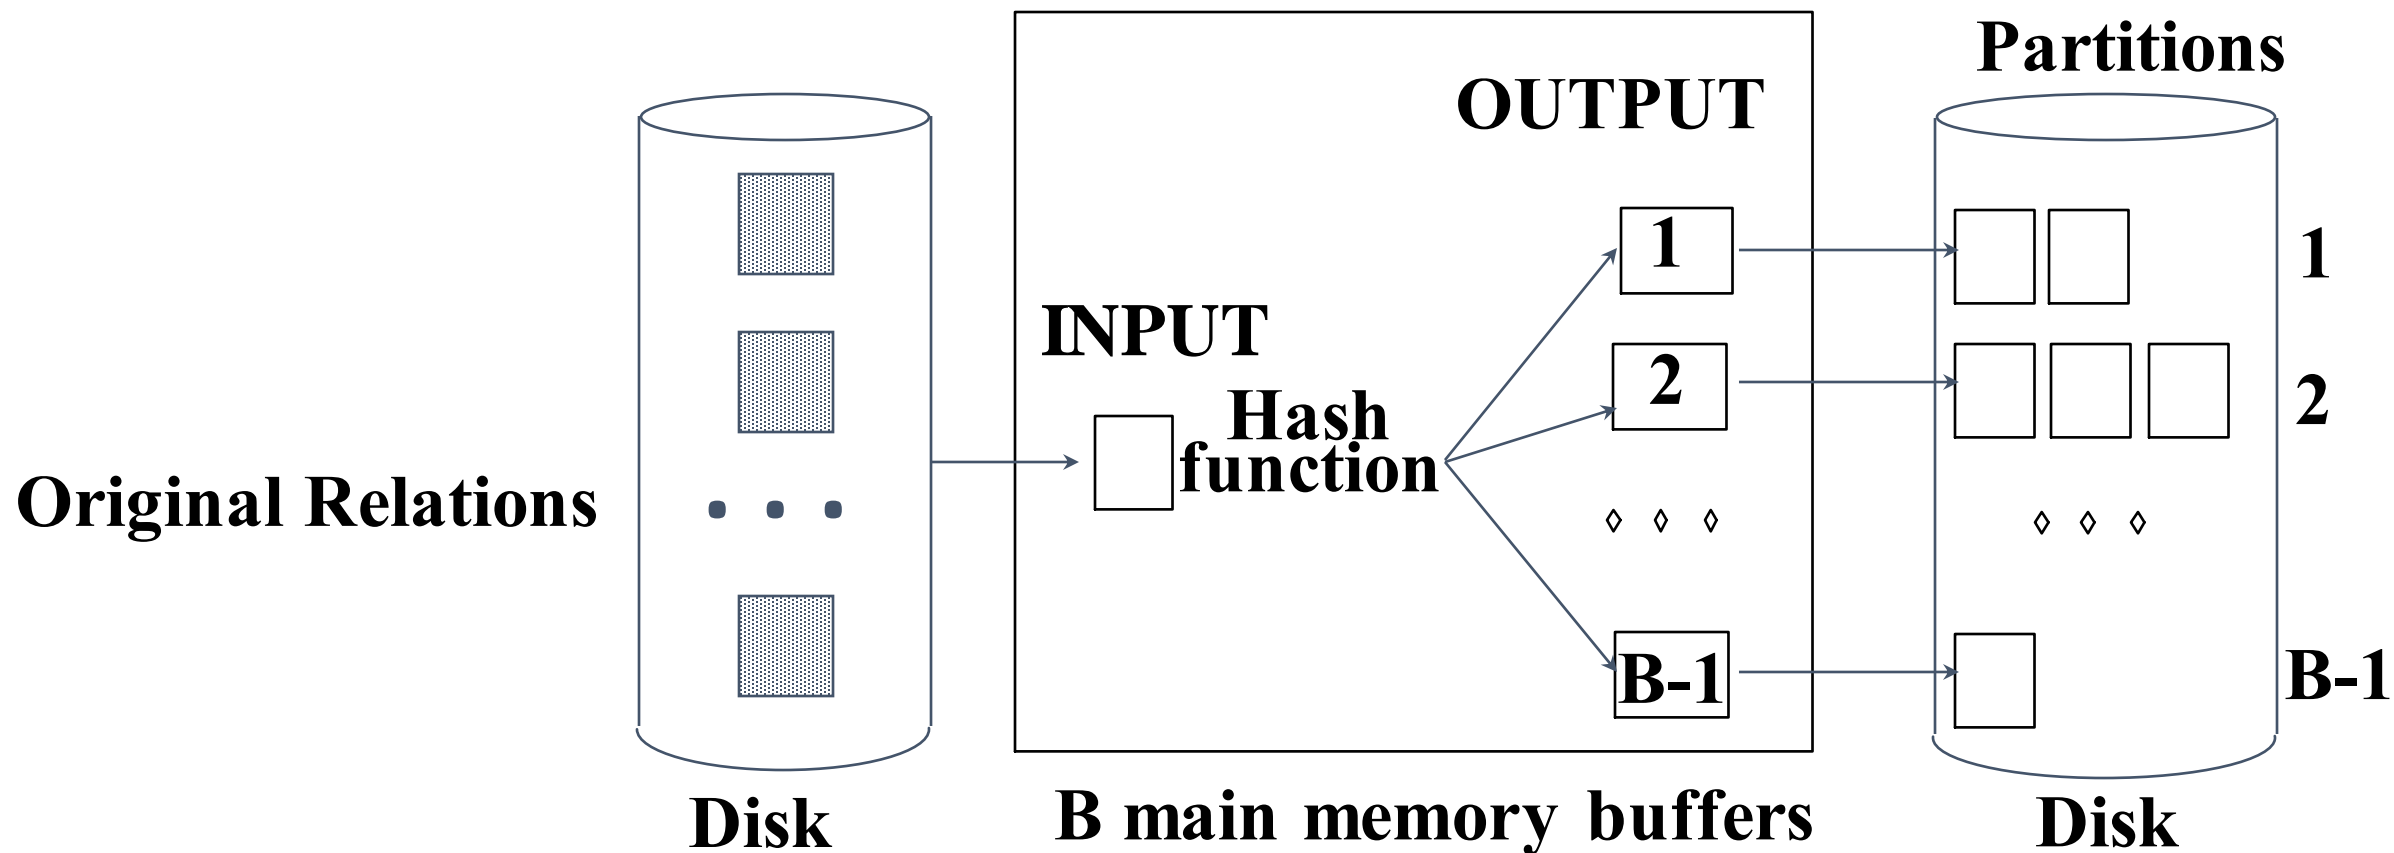 Partitions
OUTPUT
1
1
INPUT
2
2
Hash
function
Original Relations
B-1
B-1
Disk
B main memory buffers
Disk